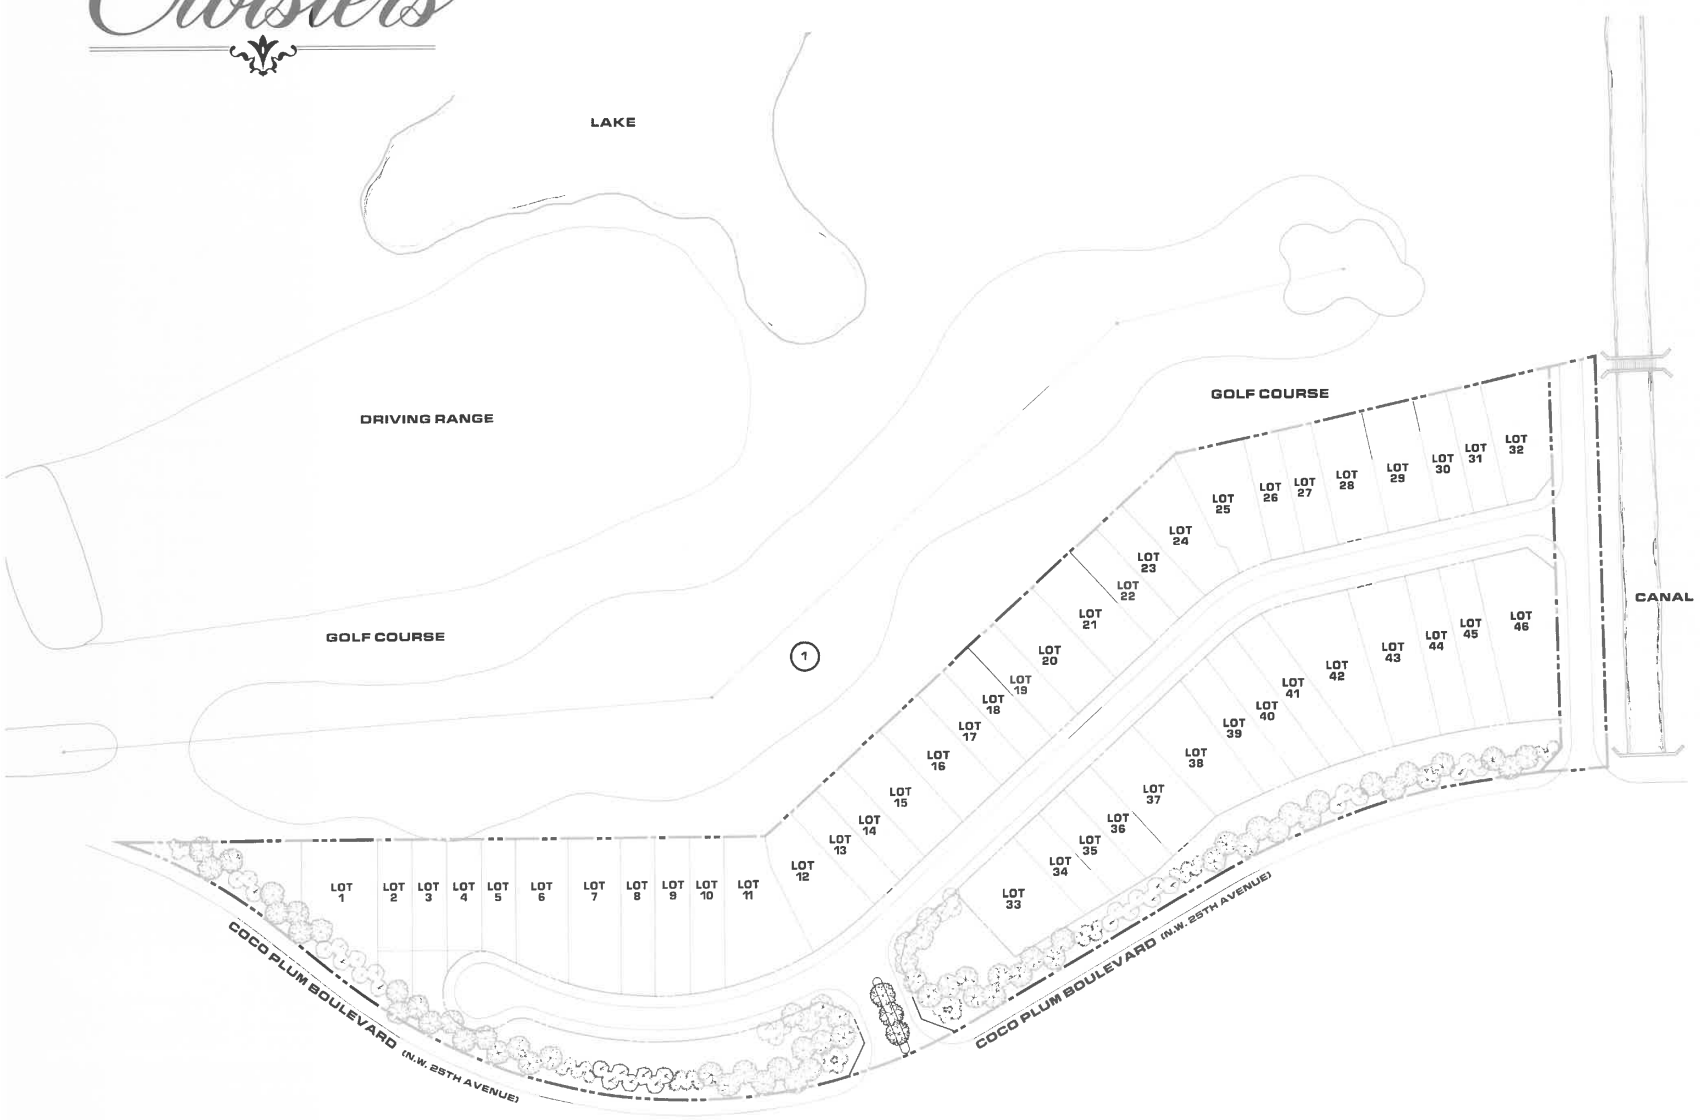 Croisiers
LAKE
DRIVING RANGE
GOLF COURSE
GOLF COURSE
1
CANAL
LOT
1
LOT
2
LOT
3
LOT
4
LOT
5
LOT
6
LOT
7
LOT
8
LOT
9
LOT
10
LOT
11
LOT
12
LOT
13
LOT
14
LOT
15
LOT
16
LOT
17
LOT
18
LOT
19
LOT
20
LOT
21
LOT
22
LOT
23
LOT
24
LOT
25
LOT
26
LOT
27
LOT
28
LOT
29
LOT
30
LOT
31
LOT
32
LOT
33
LOT
34
LOT
35
LOT
36
LOT
37
LOT
38
LOT
39
LOT
40
LOT
41
LOT
42
LOT
43
LOT
44
LOT
45
LOT
46
COCO PLUM BOULEVARD (N.W. 25TH AVENUE)
COCO PLUM BOULEVARD (N.W. 25TH AVENUE)